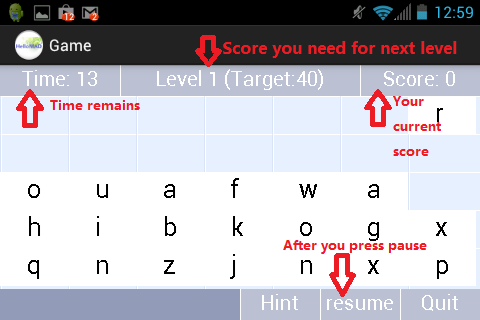 12
2
12:59
HelloMAD
Game
Score you need for next level
Time: 13
Level 1 (Target:40)
Score: 0
Time remains
Your
current
score
r
o u a f w a
h i b k o g x
After you press pause
q n z j n x p
Hint
resume
Quit